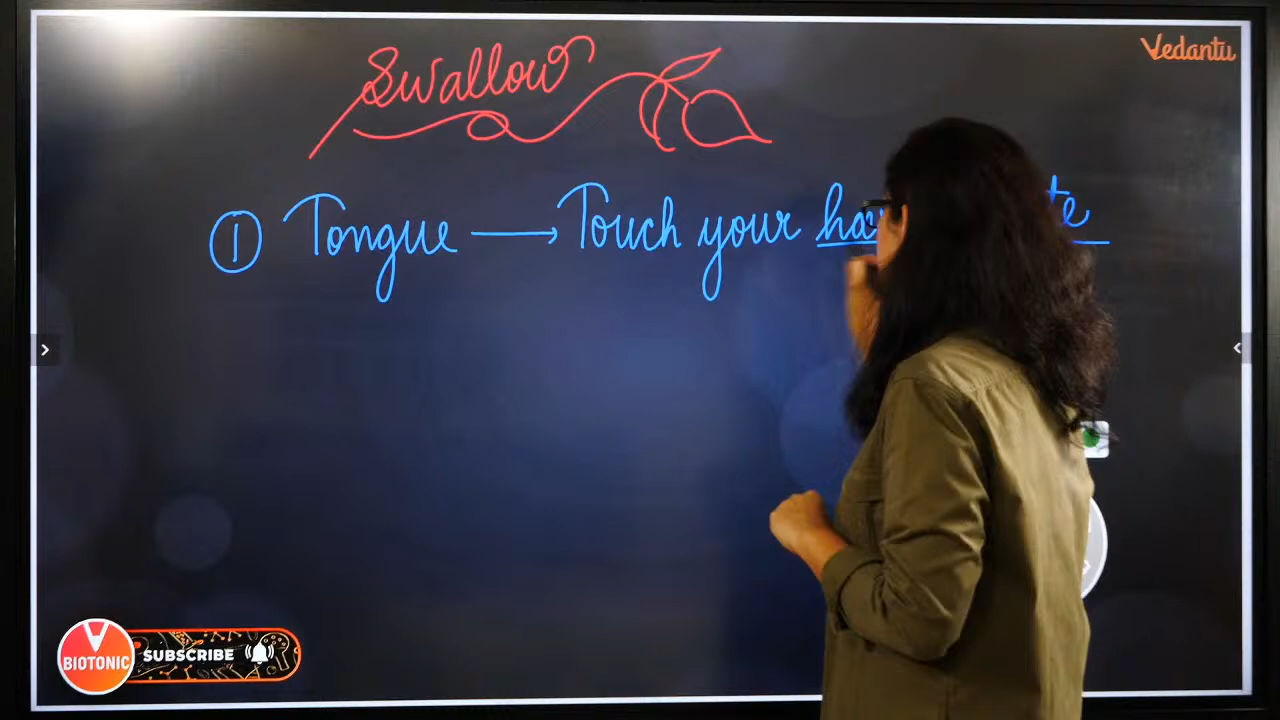 Swallow
Vedantu
① Tongue → Touch your
BIOTONIC
SUBSCRIBE